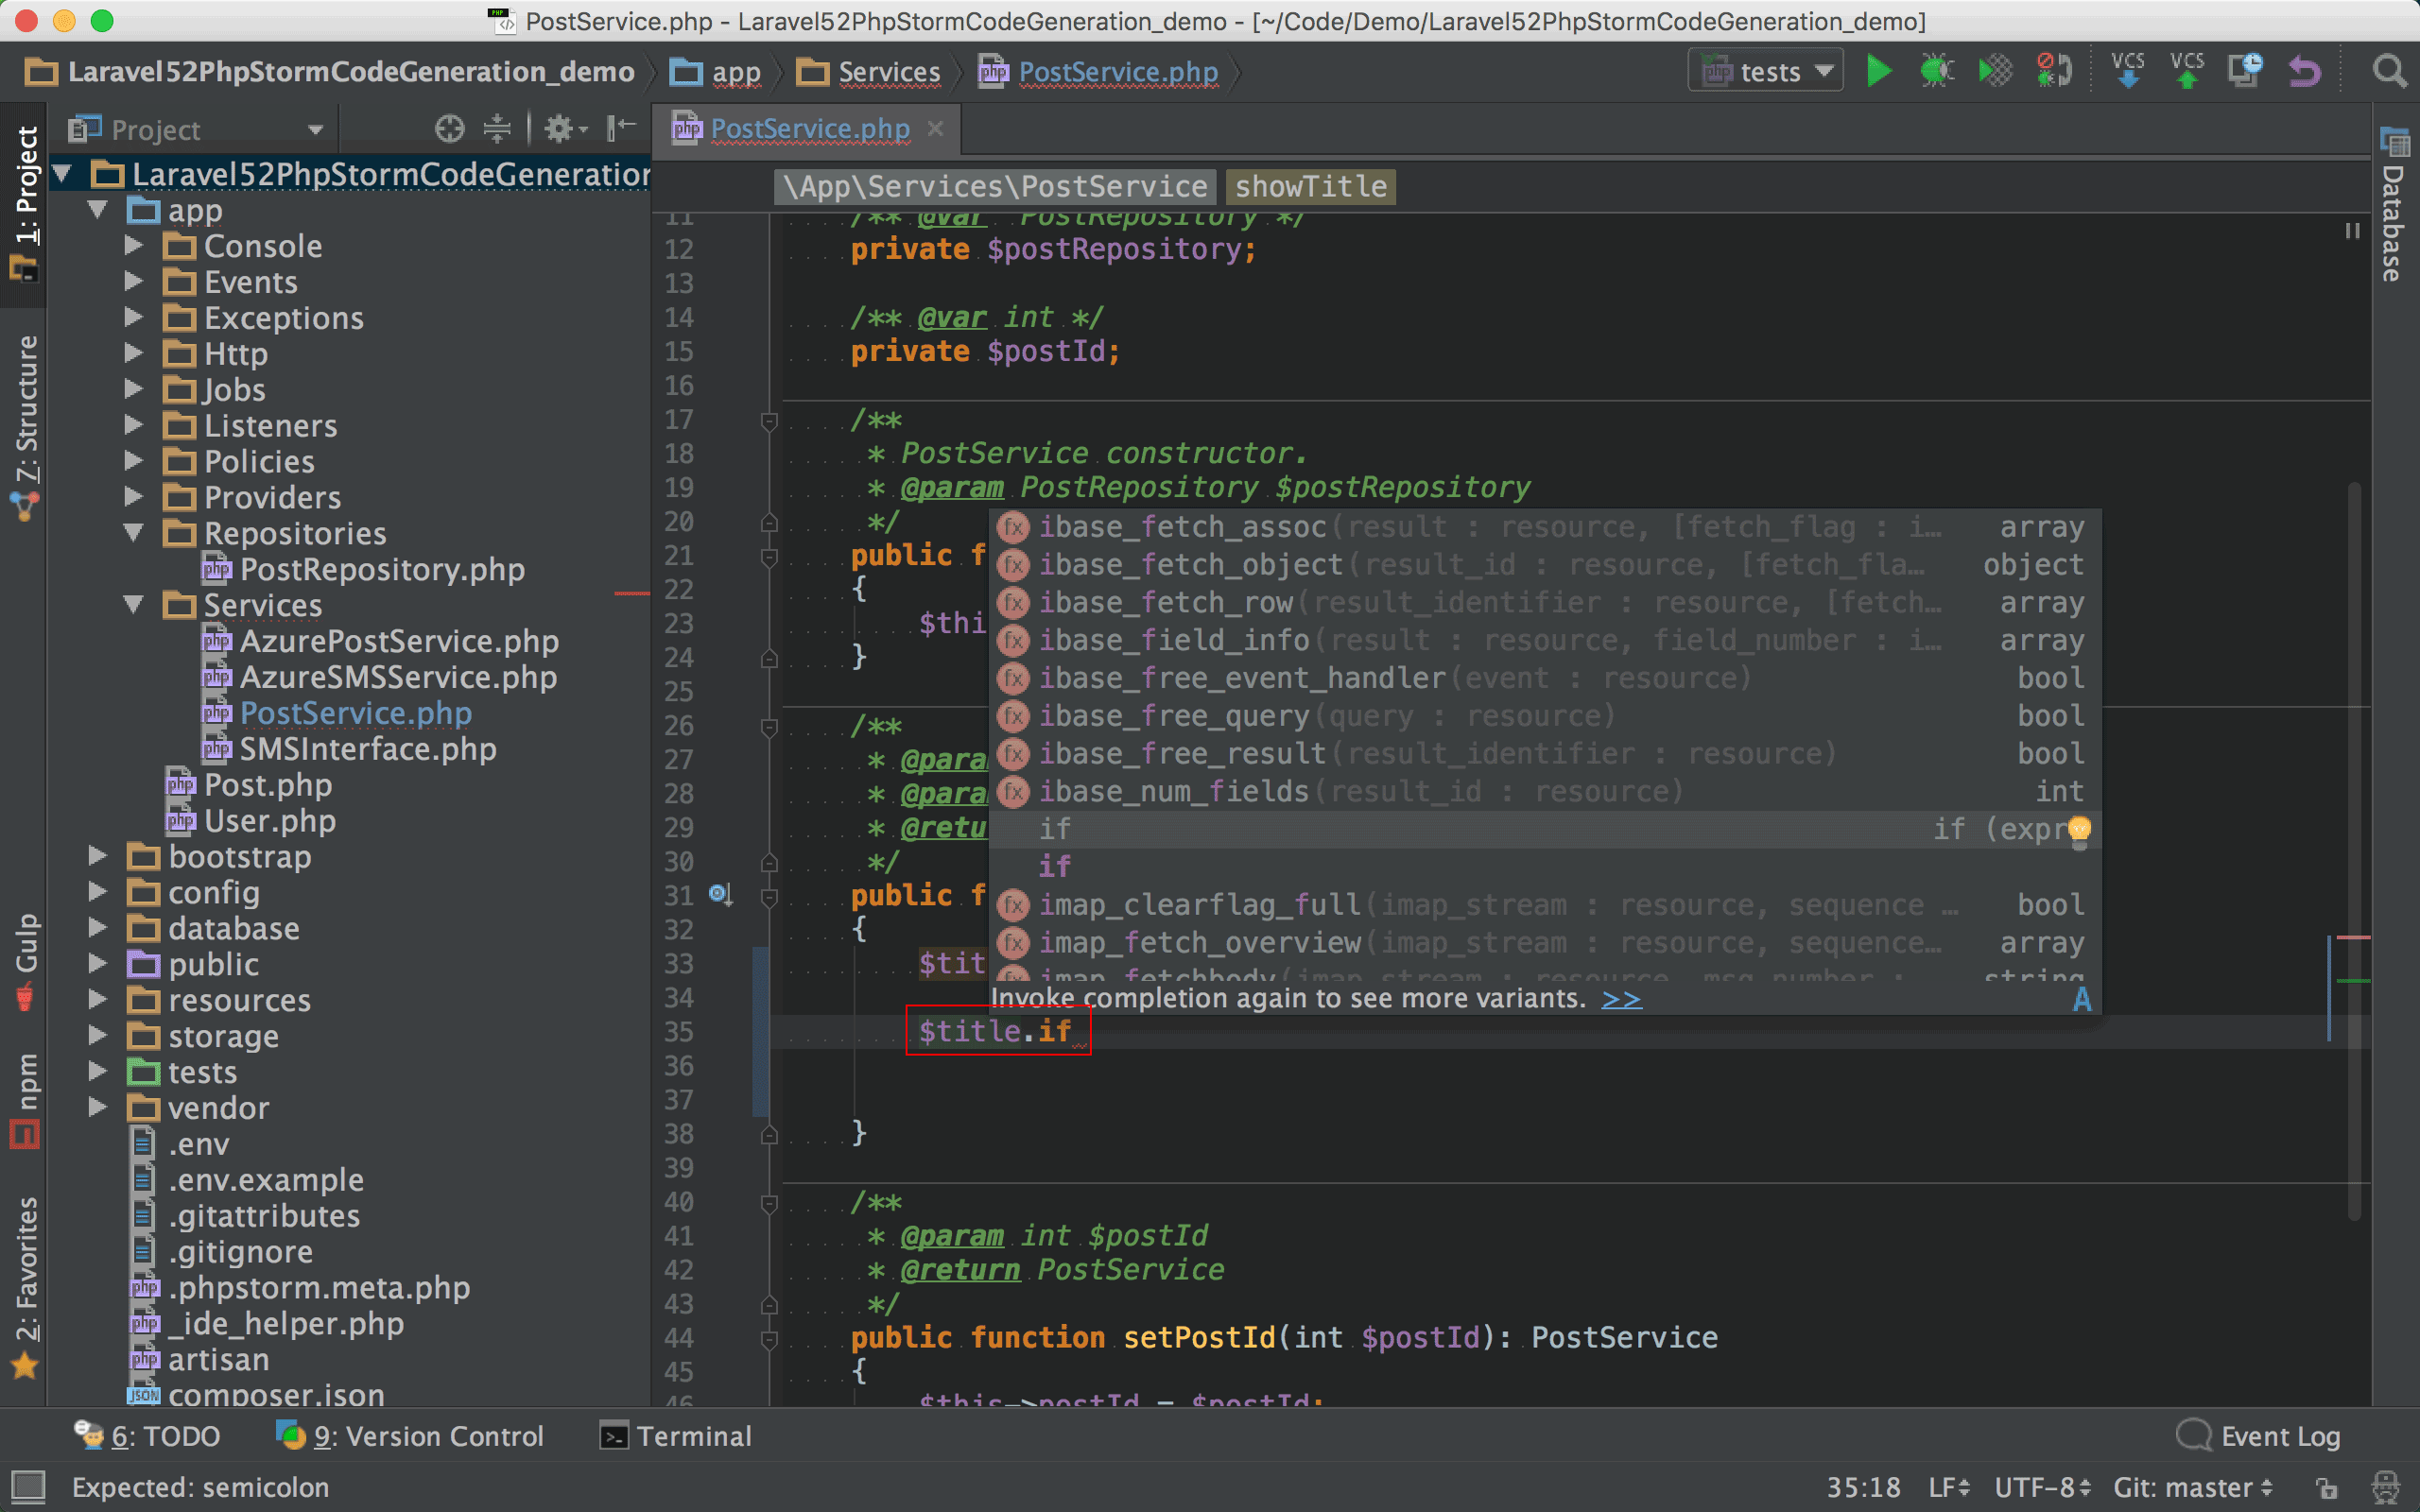 PostService.php - Laravel52PhpStormCodeGeneration_demo - [~/Code/Demo/Laravel52PhpStormCodeGeneration_demo]
Laravel52PhpStormCodeGeneration_demo app Services PostService.php tests VCS VCS
1: Project
Z: Structure
Gulp
npm
2: Favorites
Project
Laravel52PhpStormCodeGeneration
app
Console
Events
Exceptions
Http
Jobs
Listeners
Policies
Providers
Repositories
PostRepository.php
Services
AzurePostService.php
AzureSMSService.php
PostService.php
SMSInterface.php
Post.php
User.php
bootstrap
config
database
public
resources
storage
tests
vendor
.env
.env.example
.gitattributes
.gitignore
.phpstorm.meta.php
_ide_helper.php
artisan
composer.json
PostService.php
\App\Services\PostService showTitle
11 /** @var PostRepository */
12 private $postRepository;
13
14 /** @var int */
15 private $postId;
16
17 /**
18 * PostService constructor.
19 * @param PostRepository $postRepository
20 */
21 public f
22 {
23 $thi
24 }
25
26 /**
27 * @para
28 * @para
29 * @retu
30 */
31 public f
32 {
33 $tit
34
35 $title.if
36
37
38 }
39
40 /**
41 * @param int $postId
42 * @return PostService
43 */
44 public function setPostId(int $postId): PostService
45 {
46 $this->postId = $postId;
ibase_fetch_assoc(result : resource, [fetch_flag : i… array
ibase_fetch_object(result_id : resource, [fetch_fla… object
ibase_fetch_row(result_identifier : resource, [fetch… array
ibase_field_info(result : resource, field_number : i… array
ibase_free_event_handler(event : resource) bool
ibase_free_query(query : resource) bool
ibase_free_result(result_identifier : resource) bool
ibase_num_fields(result_id : resource) int
if if (expr
if
imap_clearflag_full(imap_stream : resource, sequence … bool
imap_fetch_overview(imap_stream : resource, sequence… array
imap_fetchbody(imap_stream : resource, msg_number : string
Invoke completion again to see more variants. >>
Database
6: TODO 9: Version Control Terminal Event Log
Expected: semicolon 35:18 LF UTF-8 Git: master